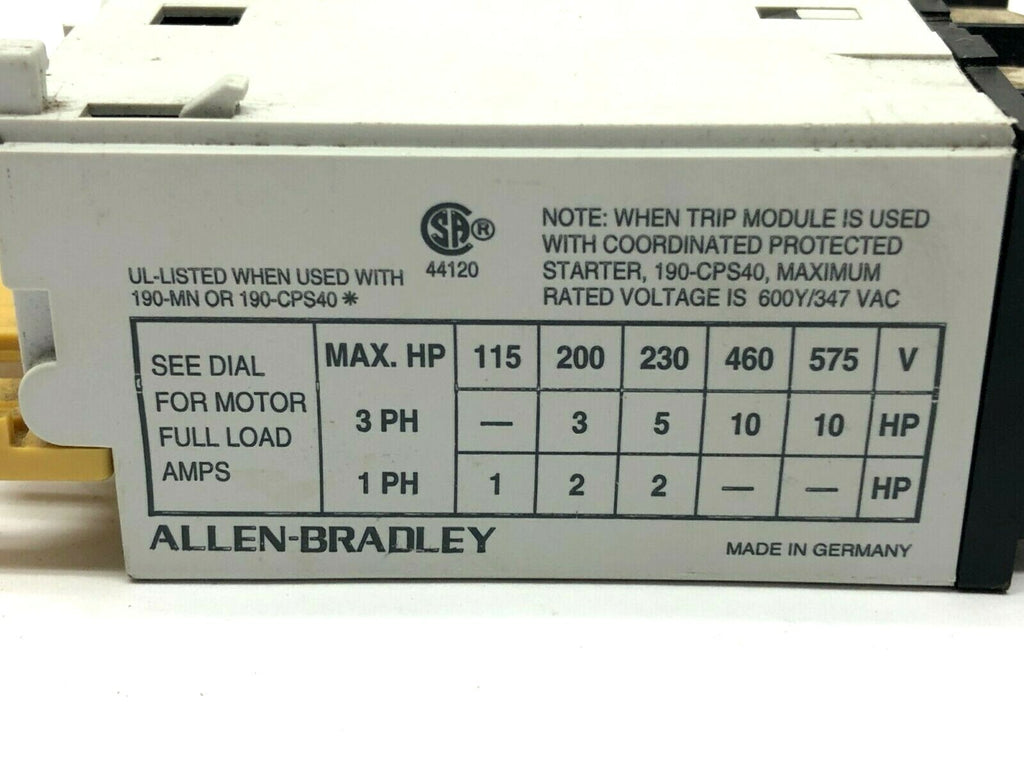 UL-LISTED WHEN USED WITH
190-MN OR 190-CPS40 *
CSA ®
44120
NOTE: WHEN TRIP MODULE IS USED
WITH COORDINATED PROTECTED
STARTER, 190-CPS40, MAXIMUM
RATED VOLTAGE IS 600Y/347 VAC
SEE DIAL
FOR MOTOR
FULL LOAD
AMPS
MAX. HP 115 200 230 460 575 V
3 PH — 3 5 10 10 HP
1 PH 1 2 2 — — HP
ALLEN-BRADLEY
MADE IN GERMANY